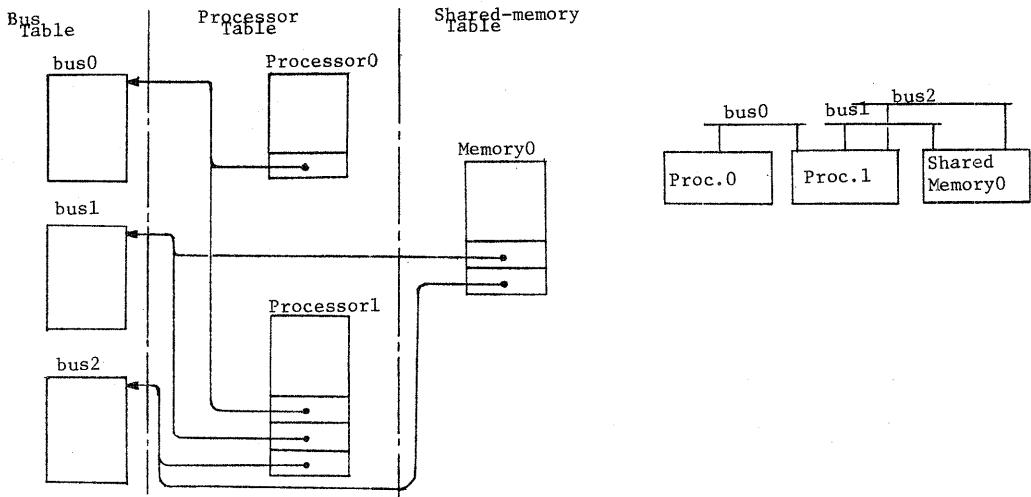 Bus
Table
Processor
Table
Shared-memory
Table
bus0
Processor0
bus1
Memory0
Processor1
bus2
bus0
bus1
bus2
Proc.0
Proc.1
Shared
Memory0